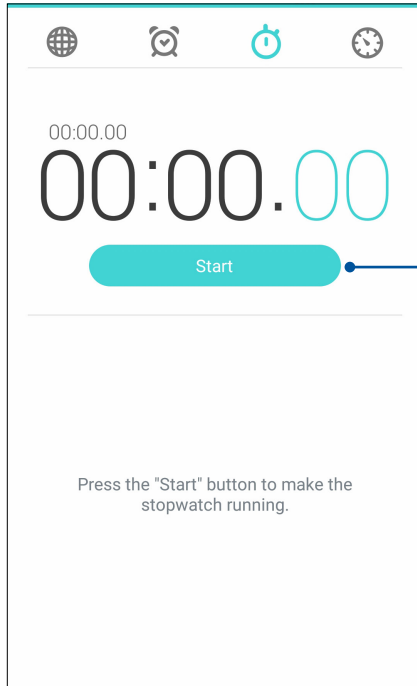 00:00.00
00:00.00
Start
Press the "Start" button to make the
stopwatch running.